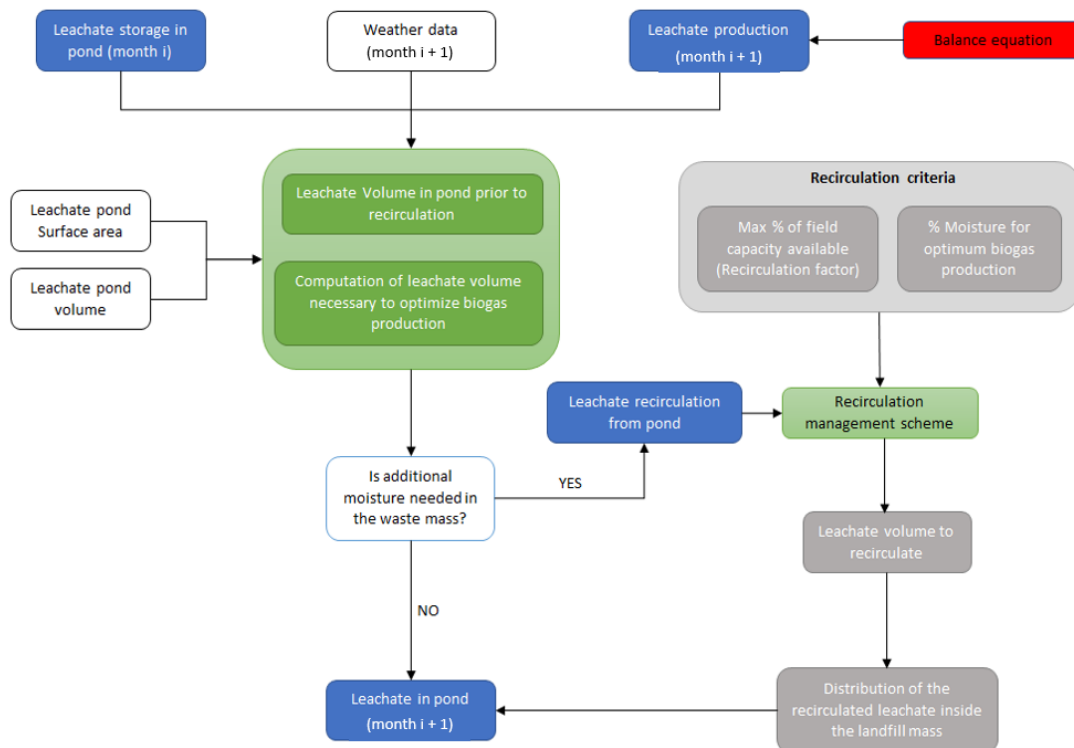 Leachate storage in
pond (month i)
Weather data
(month i + 1)
Leachate production
(month i + 1)
Balance equation
Leachate Volume in pond prior to
recirculation
Computation of leachate volume
necessary to optimize biogas
production
Leachate pond
Surface area
Leachate pond
volume
Recirculation criteria
Max % of field
capacity available
(Recirculation factor)
% Moisture for
optimum biogas
production
Leachate recirculation
from pond
Recirculation
management scheme
Is additional
moisture needed in
the waste mass?
YES
NO
Leachate volume to
recirculate
Leachate in pond
(month i + 1)
Distribution of the
recirculated leachate inside
the landfill mass